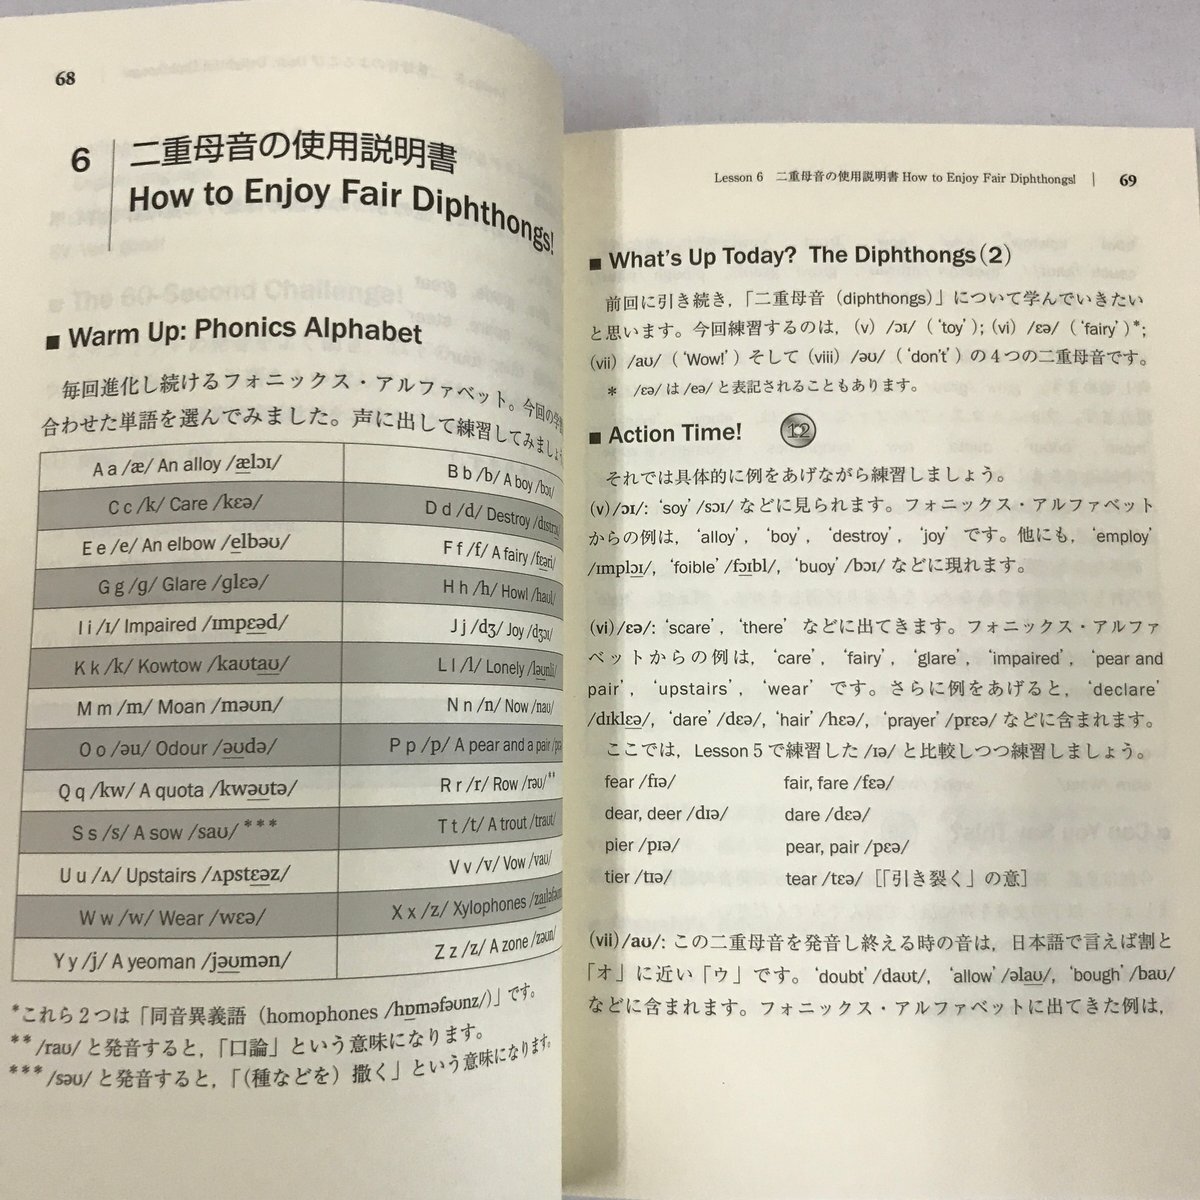 68
6 二重母音の使用説明書
How to Enjoy Fair Diphthongs!
■ Warm Up: Phonics Alphabet
毎回進化し続けるフォニックス・アルファベット。今回の学
合わせた単語を選んでみました。声に出して練習してみましょ
A a /æ/ An alloy /ælɔɪ/ B b /b/ A boy /bɔɪ/
C c /k/ Care /kɛə/ D d /d/ Destroy
E e /e/ An elbow /elbəʊ/ F f /f/ A fairy /fɛəri/
G g /g/ Glare /glɛə/ H h /h/ Howl /haʊl/
I i /ɪ/ Impaired /ɪmpɛəd/ J j /dʒ/ Joy /dʒɔɪ/
K k /k/ Kowtow /kaʊtaʊ/ L l /l/ Lonely /ləʊnli/
M m /m/ Moan /məʊn/ N n /n/ Now /naʊ/
O o /əu/ Odour /əʊdə/ P p /p/ A pear and a pair
Q q /kw/ A quota /kwəʊtə/ R r /r/ Row /rəʊ/**
S s /s/ A sow /saʊ/ *** T t /t/ A trout /traʊt/
U u /ʌ/ Upstairs /ʌpstɛəz/ V v /v/ Vow /vaʊ/
W w /w/ Wear /wɛə/ X x /z/ Xylophones
Y y /j/ A yeoman /jəʊmən/ Z z /z/ A zone /zəʊn/
*これら2つは「同音異義語（homophones /hɒməfəʊnz/）」です。
** /raʊ/ と発音すると，「口論」という意味になります。
*** /səʊ/ と発音すると，「（種などを）撒く」という意味になります。
Lesson 6 二重母音の使用説明書 How to Enjoy Fair Diphthongs! | 69
■ What's Up Today? The Diphthongs（2）
前回に引き続き，「二重母音（diphthongs）」について学んでいきたい
と思います。今回練習するのは，（v）/ɔɪ/（‘toy’）;（vi）/ɛə/（‘fairy’）*;
（vii）/aʊ/（‘Wow!’）そして（viii）/əʊ/（‘don't’）の4つの二重母音です。
* /ɛə/ は /eə/ と表記されることもあります。
■ Action Time! 12
それでは具体的に例をあげながら練習しましょう。
（v）/ɔɪ/: ‘soy’ /sɔɪ/ などに見られます。フォニックス・アルファベット
からの例は，‘alloy’，‘boy’，‘destroy’，‘joy’ です。他にも，‘employ’
/ɪmplɔɪ/，‘foible’ /fɔɪbl/，‘buoy’ /bɔɪ/ などに現れます。
（vi）/ɛə/: ‘scare’，‘there’ などに出てきます。フォニックス・アルファ
ベットからの例は，‘care’，‘fairy’，‘glare’，‘impaired’，‘pear and
pair’，‘upstairs’，‘wear’ です。さらに例をあげると，‘declare’
/dɪklɛə/，‘dare’ /dɛə/，‘hair’ /hɛə/，‘prayer’ /prɛə/ などに含まれます。
ここでは，Lesson 5 で練習した /ɪə/ と比較しつつ練習しましょう。
fear /fɪə/ fair, fare /fɛə/
dear, deer /dɪə/ dare /dɛə/
pier /pɪə/ pear, pair /pɛə/
tier /tɪə/ tear /tɛə/［「引き裂く」の意］
（vii）/aʊ/: この二重母音を発音し終える時の音は，日本語で言えば割と
「オ」に近い「ウ」です。‘doubt’ /daʊt/，‘allow’ /əlaʊ/，‘bough’ /baʊ/
などに含まれます。フォニックス・アルファベットに出てきた例は，